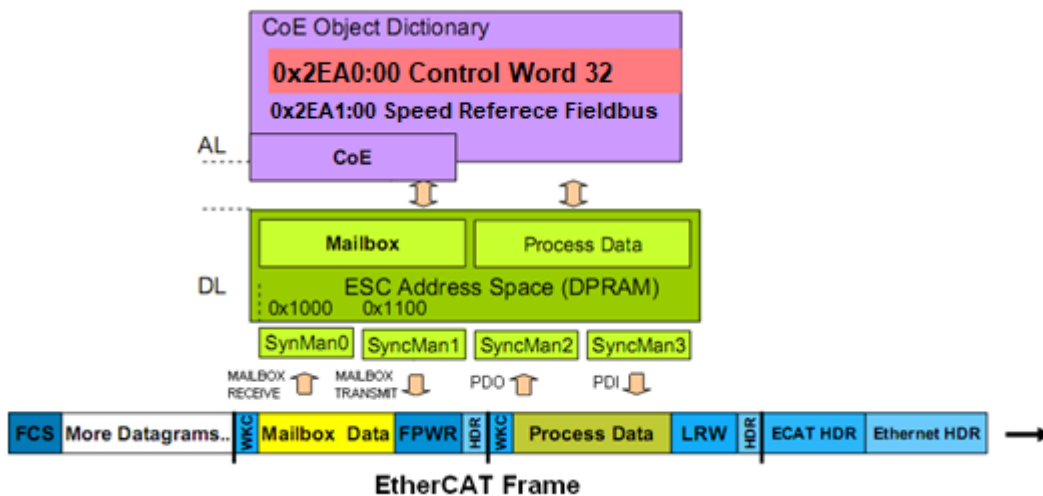 CoE Object Dictionary
0x2EA0:00 Control Word 32
0x2EA1:00 Speed Referece Fieldbus
AL
CoE
Mailbox
Process Data
DL
ESC Address Space (DPRAM)
0x1000
0x1100
SynMan0
SyncMan1
SyncMan2
SyncMan3
MAILBOX
RECEIVE
MAILBOX
TRANSMIT
PDO
PDI
FCS
More Datagrams..
WKC
Mailbox Data
FPWR
HDR
WKC
Process Data
LRW
HDR
ECAT HDR
Ethernet HDR
EtherCAT Frame